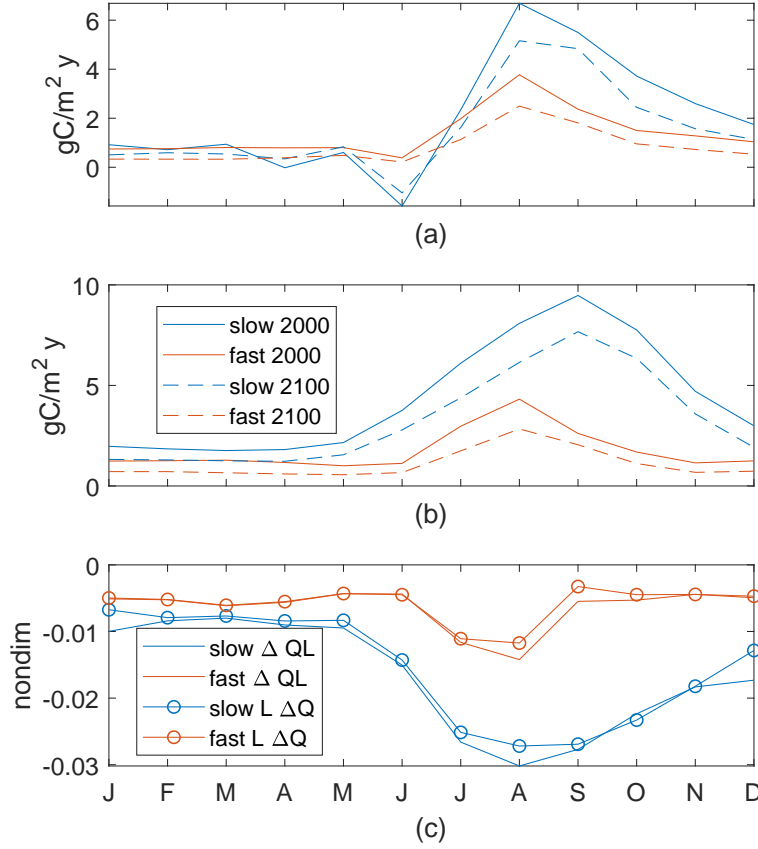 6
4
2
0
gC/m² y
(a)
10
5
0
gC/m² y
slow 2000
fast 2000
slow 2100
fast 2100
(b)
0
-0.01
-0.02
-0.03
nondim
slow Δ QL
fast Δ QL
slow L ΔQ
fast L ΔQ
J F M A M J J A S O N D
(c)